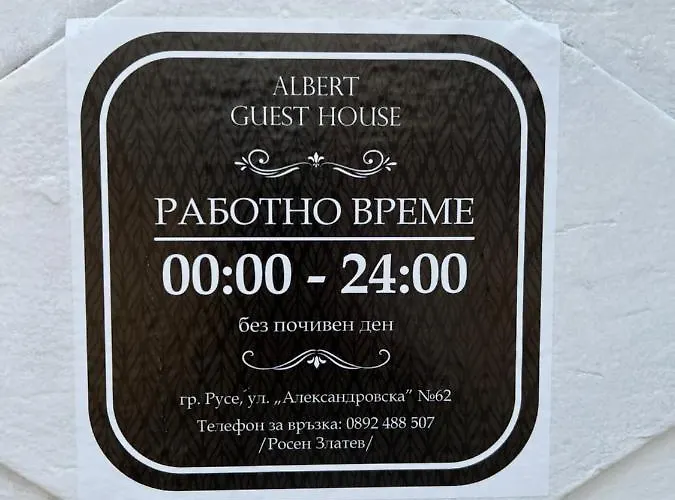 ALBERT
GUEST HOUSE
РАБОТНО ВРЕМЕ
00:00 - 24:00
без почивен ден
гр. Русе, ул. „Александровска” №62
Телефон за връзка: 0892 488 507
/Росен Златев/